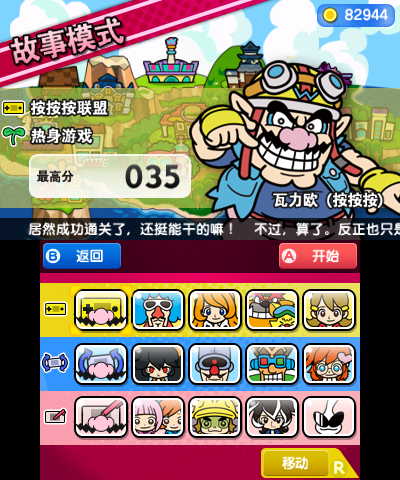 82944
故事模式
按按按联盟
热身游戏
最高分 035
瓦力欧（按按按）
居然成功通关了，还挺能干的嘛！ 不过，算了。反正也只是
B 返回
A 开始
移动 R